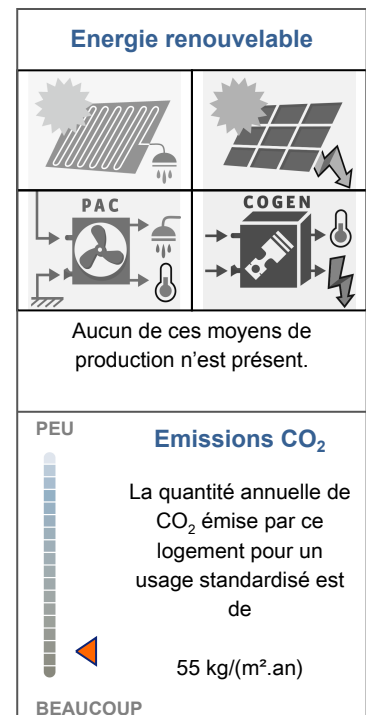 Energie renouvelable
PAC
COGEN
Aucun de ces moyens de
production n'est présent.
PEU
Emissions CO₂
La quantité annuelle de
CO₂ émise par ce
logement pour un
usage standardisé est
de
55 kg/(m².an)
BEAUCOUP